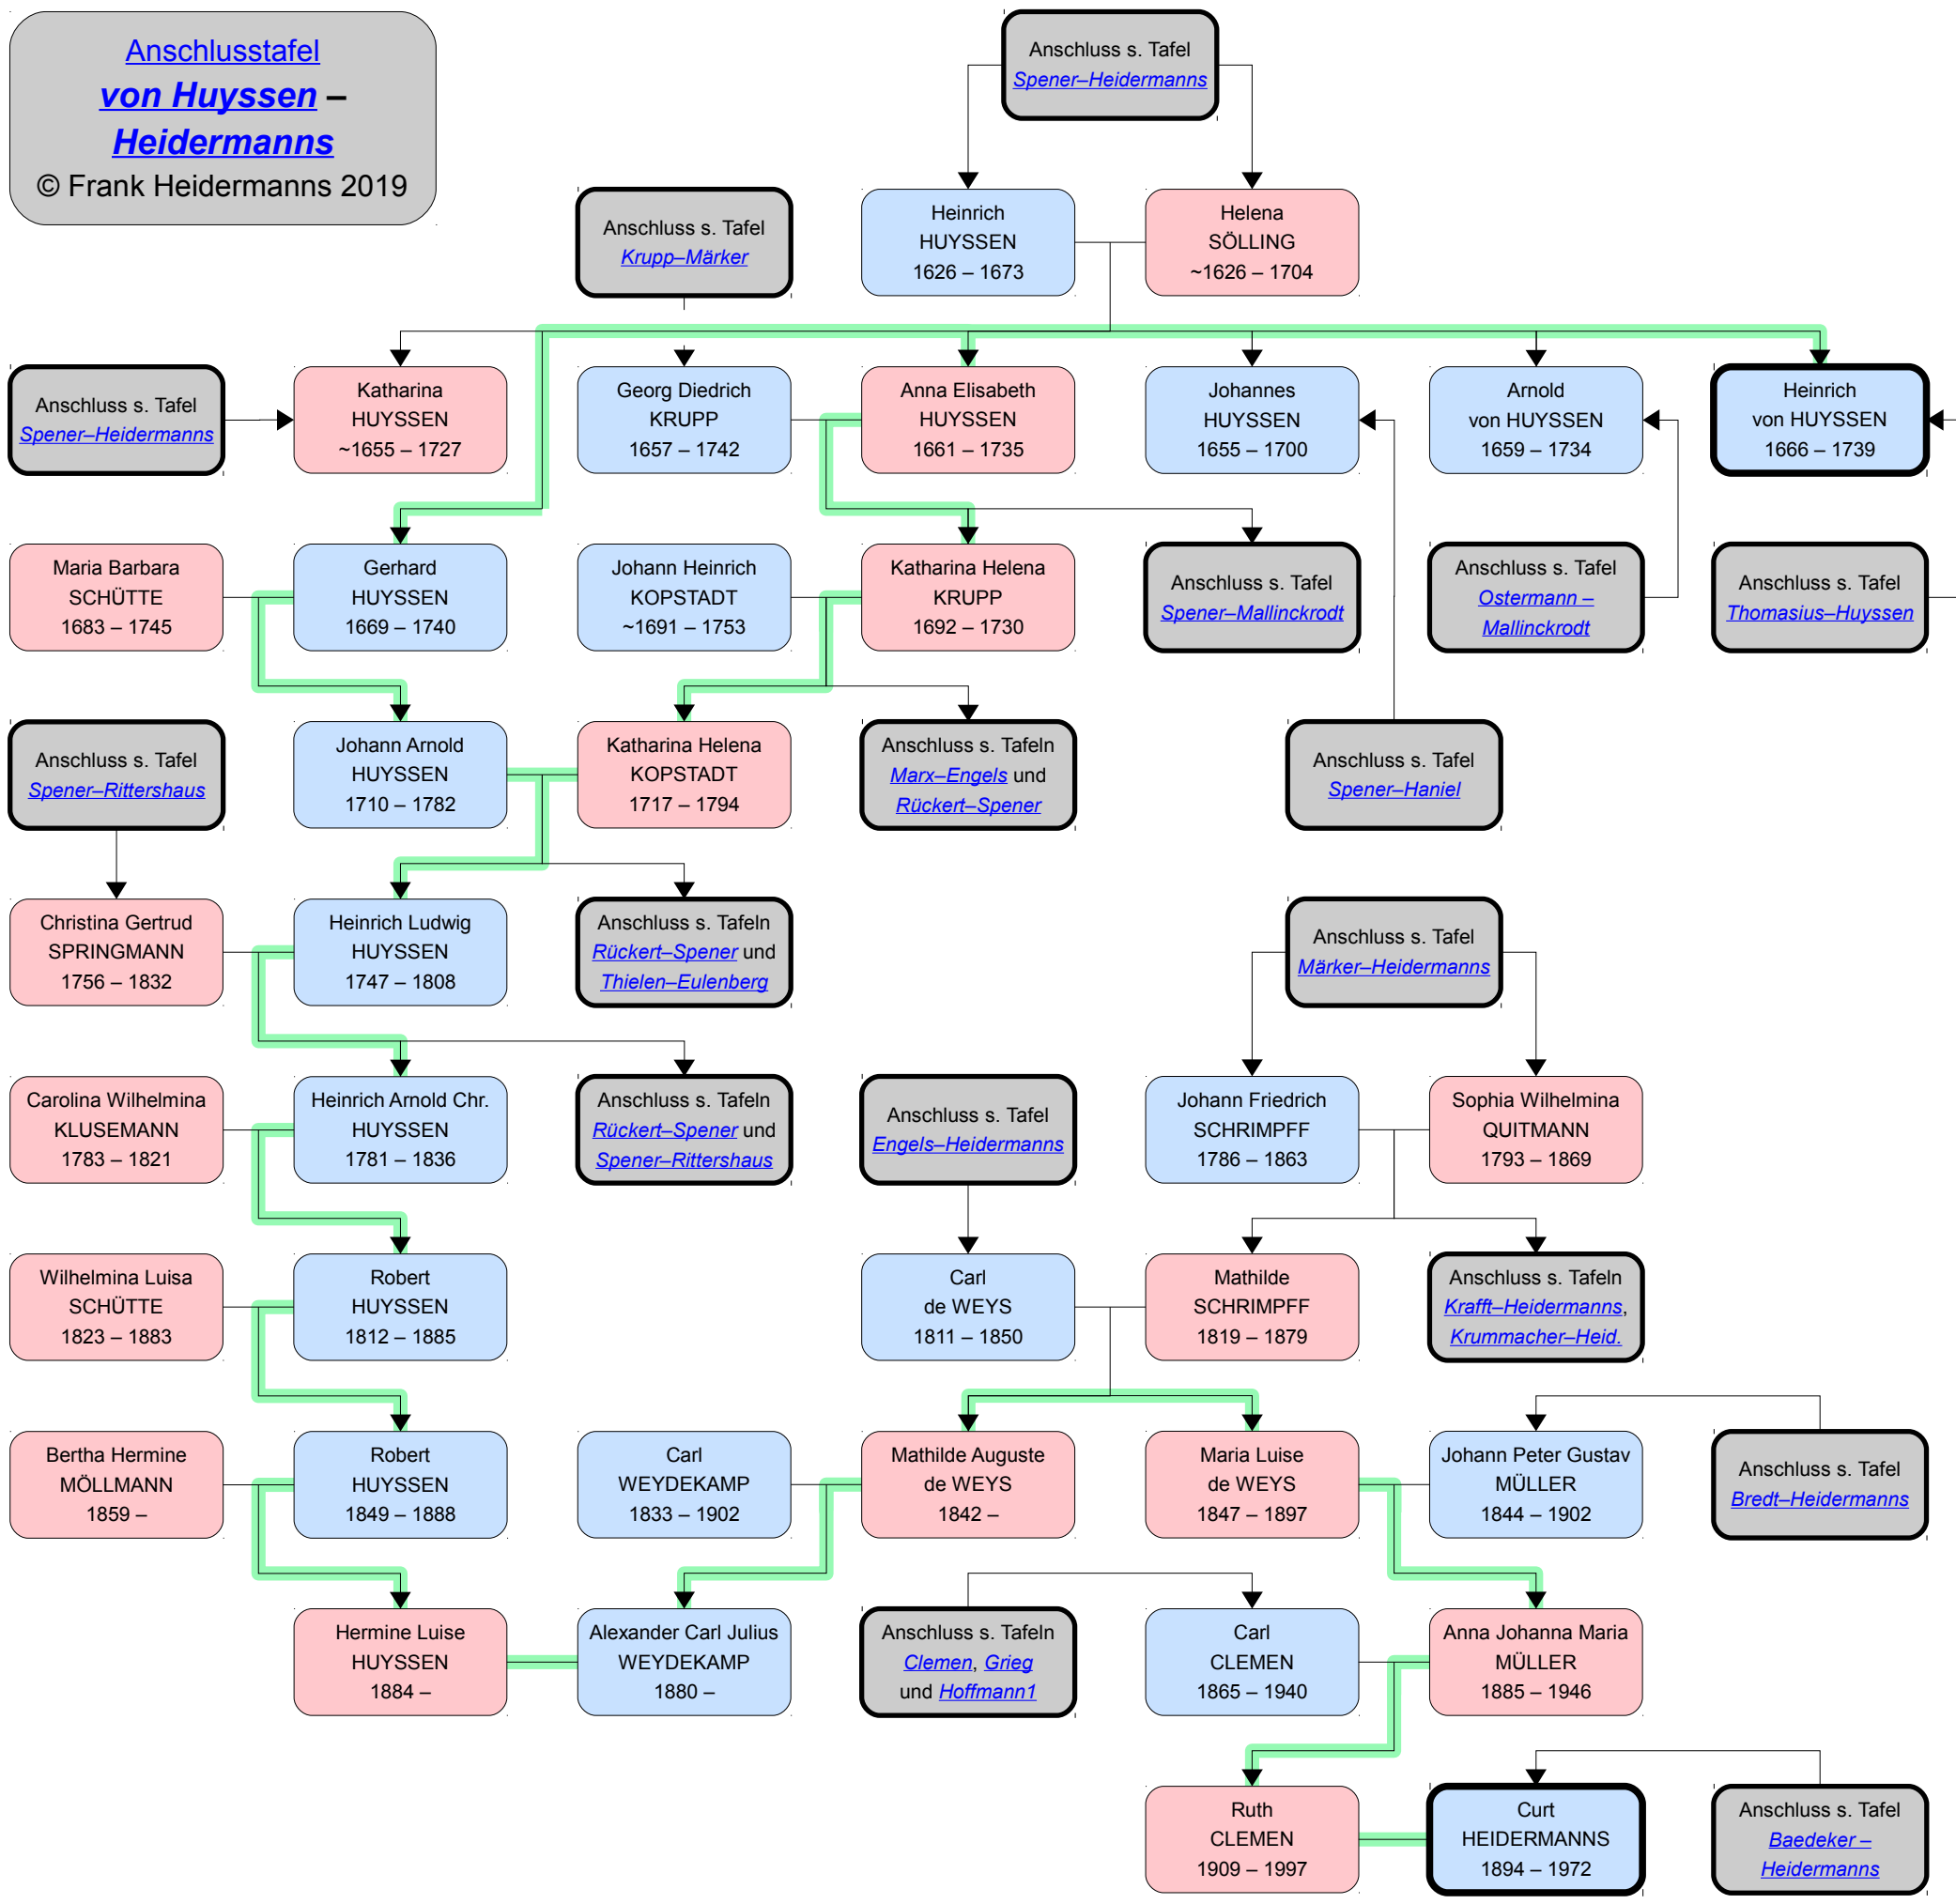 Anschlusstafel
von Huyssen –
Heidermanns
© Frank Heidermanns 2019
Anschluss s. Tafel
Spener–Heidermanns
Anschluss s. Tafel
Krupp–Märker
Heinrich
HUYSSEN
1626 – 1673
Helena
SÖLLING
~1626 – 1704
Anschluss s. Tafel
Spener–Heidermanns
Katharina
HUYSSEN
~1655 – 1727
Georg Diedrich
KRUPP
1657 – 1742
Anna Elisabeth
HUYSSEN
1661 – 1735
Johannes
HUYSSEN
1655 – 1700
Arnold
von HUYSSEN
1659 – 1734
Heinrich
von HUYSSEN
1666 – 1739
Maria Barbara
SCHÜTTE
1683 – 1745
Gerhard
HUYSSEN
1669 – 1740
Johann Heinrich
KOPSTADT
~1691 – 1753
Katharina Helena
KRUPP
1692 – 1730
Anschluss s. Tafel
Spener–Mallinckrodt
Anschluss s. Tafel
Ostermann –
Mallinckrodt
Anschluss s. Tafel
Thomasius–Huyssen
Anschluss s. Tafel
Spener–Rittershaus
Johann Arnold
HUYSSEN
1710 – 1782
Katharina Helena
KOPSTADT
1717 – 1794
Anschluss s. Tafeln
Marx–Engels und
Rückert–Spener
Anschluss s. Tafel
Spener–Haniel
Christina Gertrud
SPRINGMANN
1756 – 1832
Heinrich Ludwig
HUYSSEN
1747 – 1808
Anschluss s. Tafeln
Rückert–Spener und
Thielen–Eulenberg
Anschluss s. Tafel
Märker–Heidermanns
Carolina Wilhelmina
KLUSEMANN
1783 – 1821
Heinrich Arnold Chr.
HUYSSEN
1781 – 1836
Anschluss s. Tafeln
Rückert–Spener und
Spener–Rittershaus
Anschluss s. Tafel
Engels–Heidermanns
Johann Friedrich
SCHRIMPFF
1786 – 1863
Sophia Wilhelmina
QUITMANN
1793 – 1869
Wilhelmina Luisa
SCHÜTTE
1823 – 1883
Robert
HUYSSEN
1812 – 1885
Carl
de WEYS
1811 – 1850
Mathilde
SCHRIMPFF
1819 – 1879
Anschluss s. Tafeln
Krafft–Heidermanns,
Krummacher–Heid.
Bertha Hermine
MÖLLMANN
1859 –
Robert
HUYSSEN
1849 – 1888
Carl
WEYDEKAMP
1833 – 1902
Mathilde Auguste
de WEYS
1842 –
Maria Luise
de WEYS
1847 – 1897
Johann Peter Gustav
MÜLLER
1844 – 1902
Anschluss s. Tafel
Bredt–Heidermanns
Hermine Luise
HUYSSEN
1884 –
Alexander Carl Julius
WEYDEKAMP
1880 –
Anschluss s. Tafeln
Clemen, Grieg
und Hoffmann1
Carl
CLEMEN
1865 – 1940
Anna Johanna Maria
MÜLLER
1885 – 1946
Ruth
CLEMEN
1909 – 1997
Curt
HEIDERMANNS
1894 – 1972
Anschluss s. Tafel
Baedeker –
Heidermanns